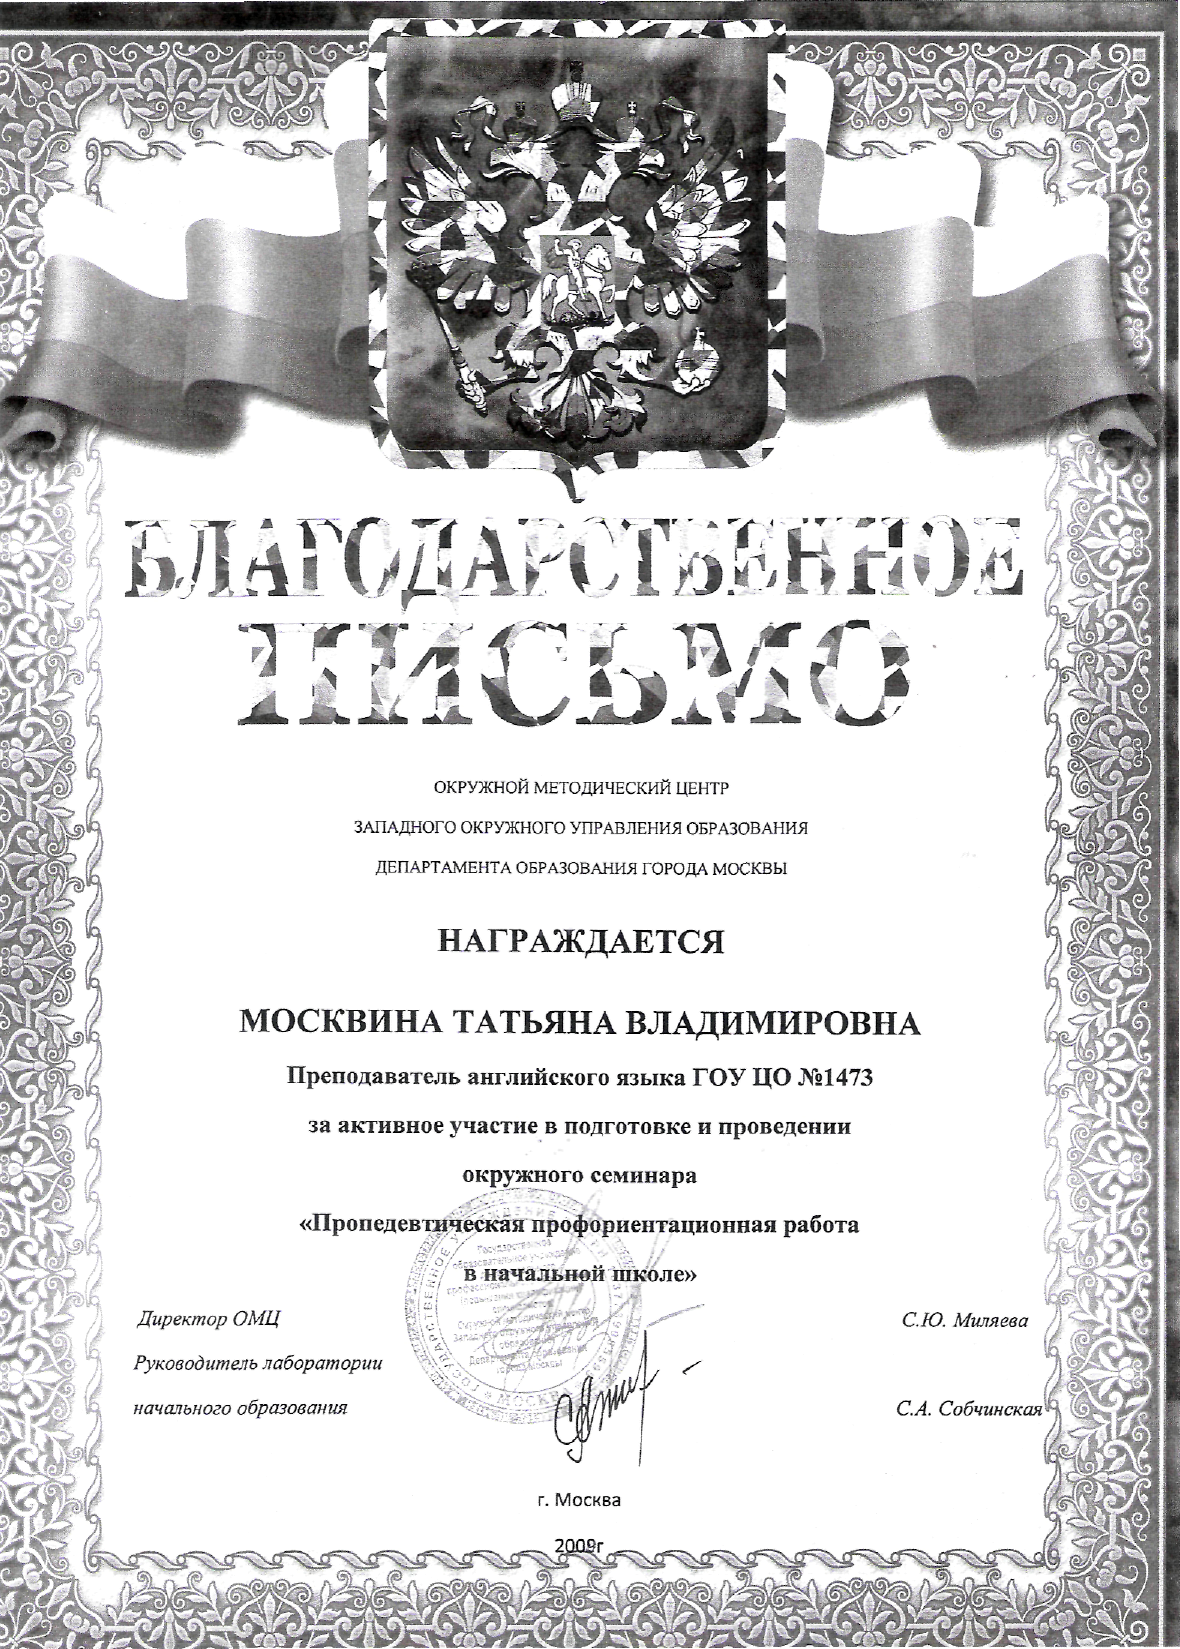 БЛАГОДАРСТВЕННОЕ
ПИСЬМО
ОКРУЖНОЙ МЕТОДИЧЕСКИЙ ЦЕНТР
ЗАПАДНОГО ОКРУЖНОГО УПРАВЛЕНИЯ ОБРАЗОВАНИЯ
ДЕПАРТАМЕНТА ОБРАЗОВАНИЯ ГОРОДА МОСКВЫ
НАГРАЖДАЕТСЯ
МОСКВИНА ТАТЬЯНА ВЛАДИМИРОВНА
Преподаватель английского языка ГОУ ЦО №1473
за активное участие в подготовке и проведении
окружного семинара
«Пропедевтическая профориентационная работа
в начальной школе»
Директор ОМЦ С.Ю. Миляева
Руководитель лаборатории
начального образования С.А. Собчинская
г. Москва
2009г